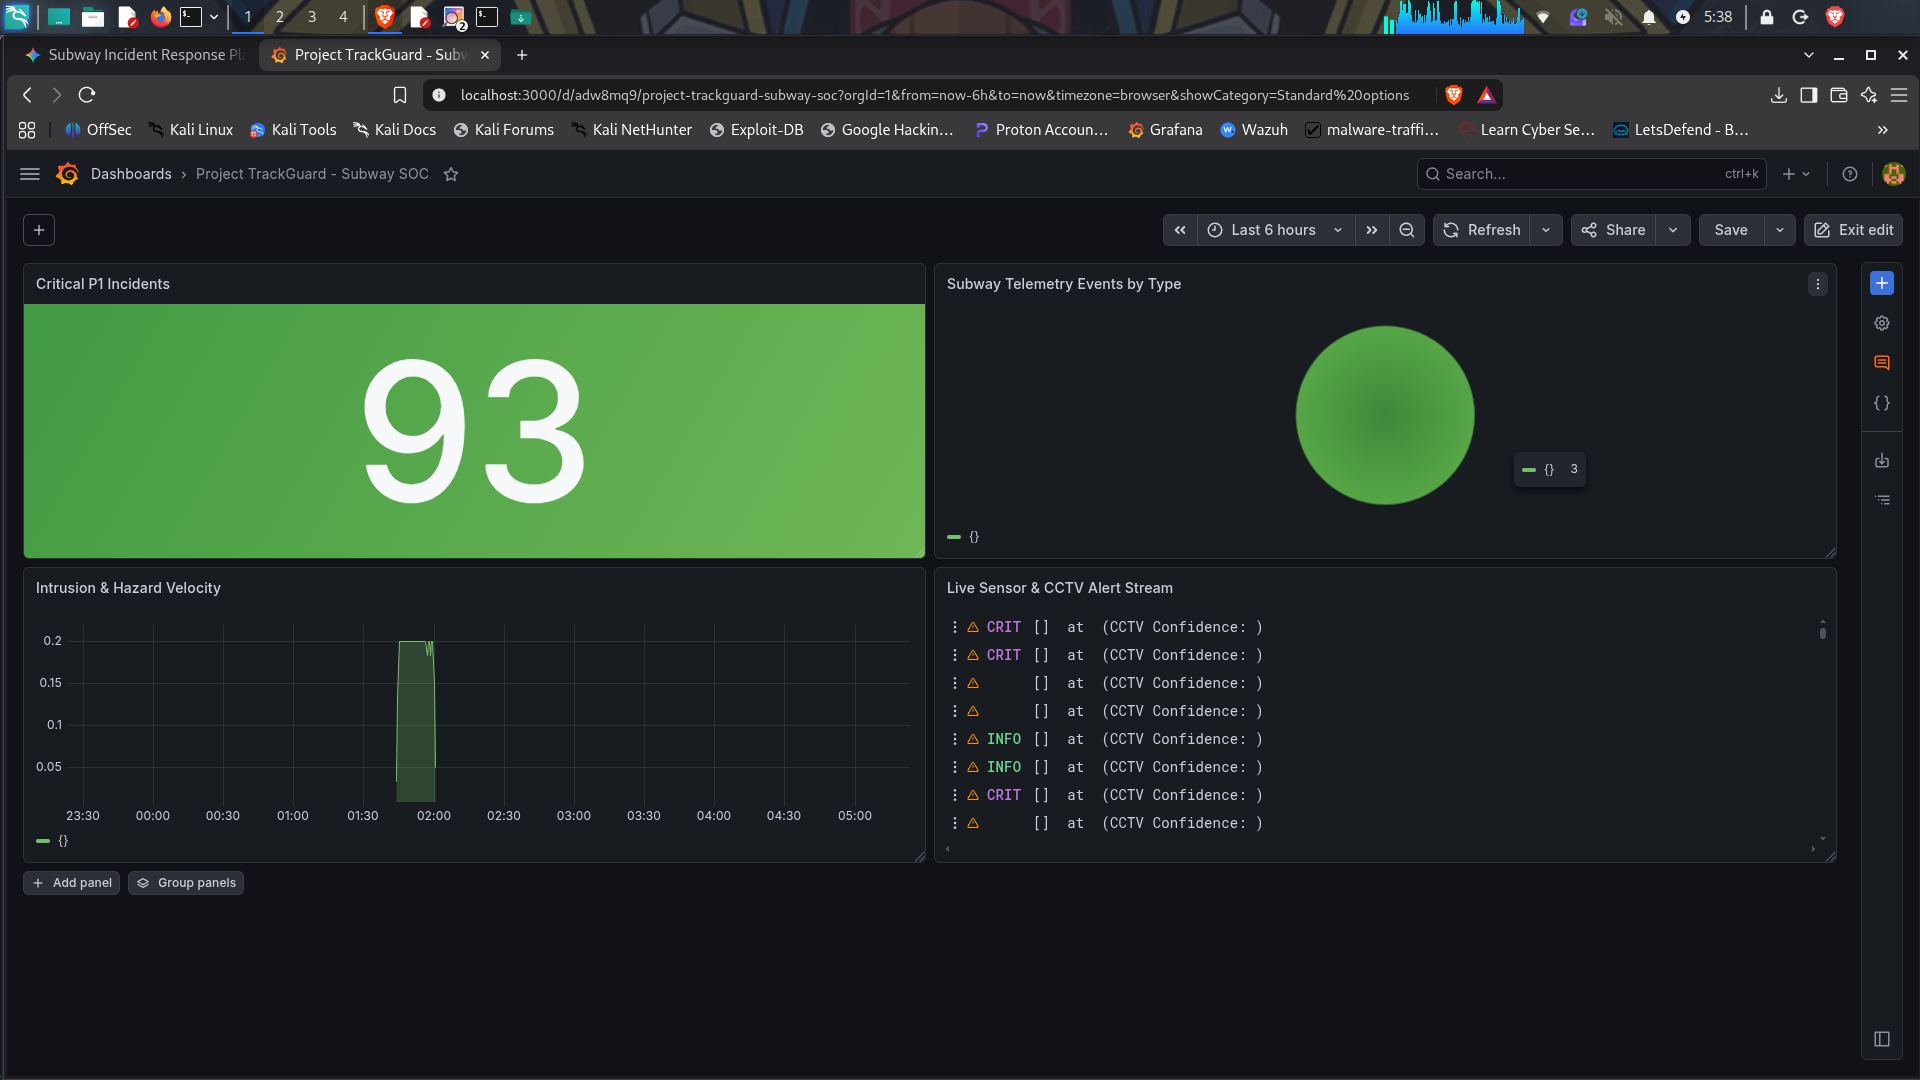 1 2 3 4 2 5:38
Subway Incident Response Pl
Project TrackGuard - Subw
localhost:3000/d/adw8mq9/project-trackguard-subway-soc?orgId=1&from=now-6h&to=now&timezone=browser&showCategory=Standard%20options
OffSec Kali Linux Kali Tools Kali Docs Kali Forums Kali NetHunter Exploit-DB Google Hackin… Proton Accoun… Grafana Wazuh malware-traffi… Learn Cyber Se… LetsDefend - B… »
Dashboards › Project TrackGuard - Subway SOC Search... ctrl+k
Last 6 hours Refresh Share Save Exit edit
Critical P1 Incidents
93
Subway Telemetry Events by Type
{} 3
{}
Intrusion & Hazard Velocity
0.2
0.15
0.1
0.05
23:30 00:00 00:30 01:00 01:30 02:00 02:30 03:00 03:30 04:00 04:30 05:00
{}
Live Sensor & CCTV Alert Stream
CRIT [] at (CCTV Confidence: )
CRIT [] at (CCTV Confidence: )
[] at (CCTV Confidence: )
[] at (CCTV Confidence: )
INFO [] at (CCTV Confidence: )
INFO [] at (CCTV Confidence: )
CRIT [] at (CCTV Confidence: )
[] at (CCTV Confidence: )
+ Add panel Group panels